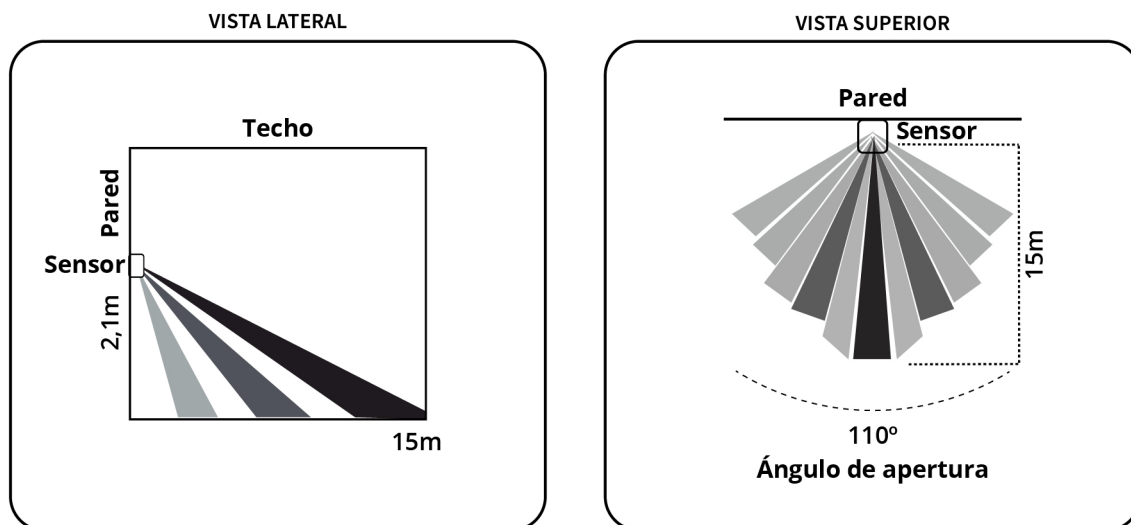 VISTA LATERAL
Techo
Pared
Sensor
2,1m
15m
VISTA SUPERIOR
Pared
Sensor
15m
110º
Ángulo de apertura